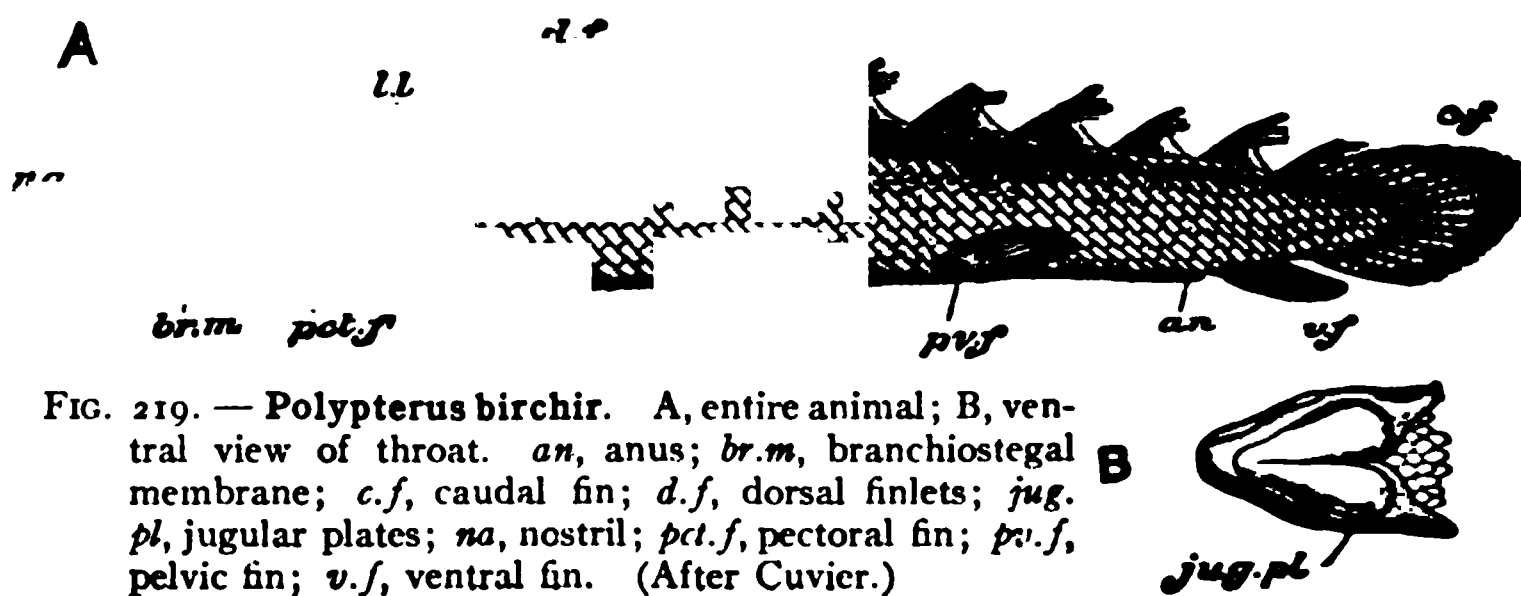 A
l.l
br.m. pct.f
pv.f
an
v.f
FIG. 219. — Polypterus birchir. A, entire animal; B, ven-
tral view of throat. an, anus; br.m, branchiostegal
membrane; c.f, caudal fin; d.f, dorsal finlets; jug.
pl, jugular plates; na, nostril; pct.f, pectoral fin; pv.f,
pelvic fin; v.f, ventral fin. (After Cuvier.)
B
jug.pl